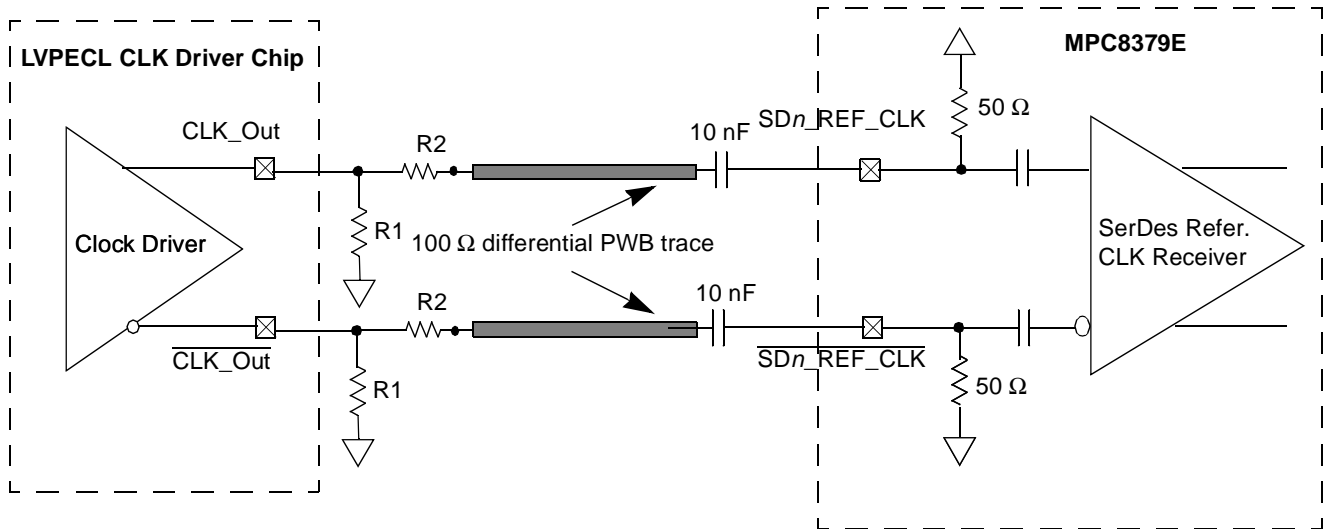 LVPECL CLK Driver Chip
MPC8379E
CLK_Out
R2
10 nF
SDn_REF_CLK
50 Ω
Clock Driver
R1
100 Ω differential PWB trace
SerDes Refer.
CLK Receiver
R2
10 nF
CLK_Out
SDn_REF_CLK
R1
50 Ω